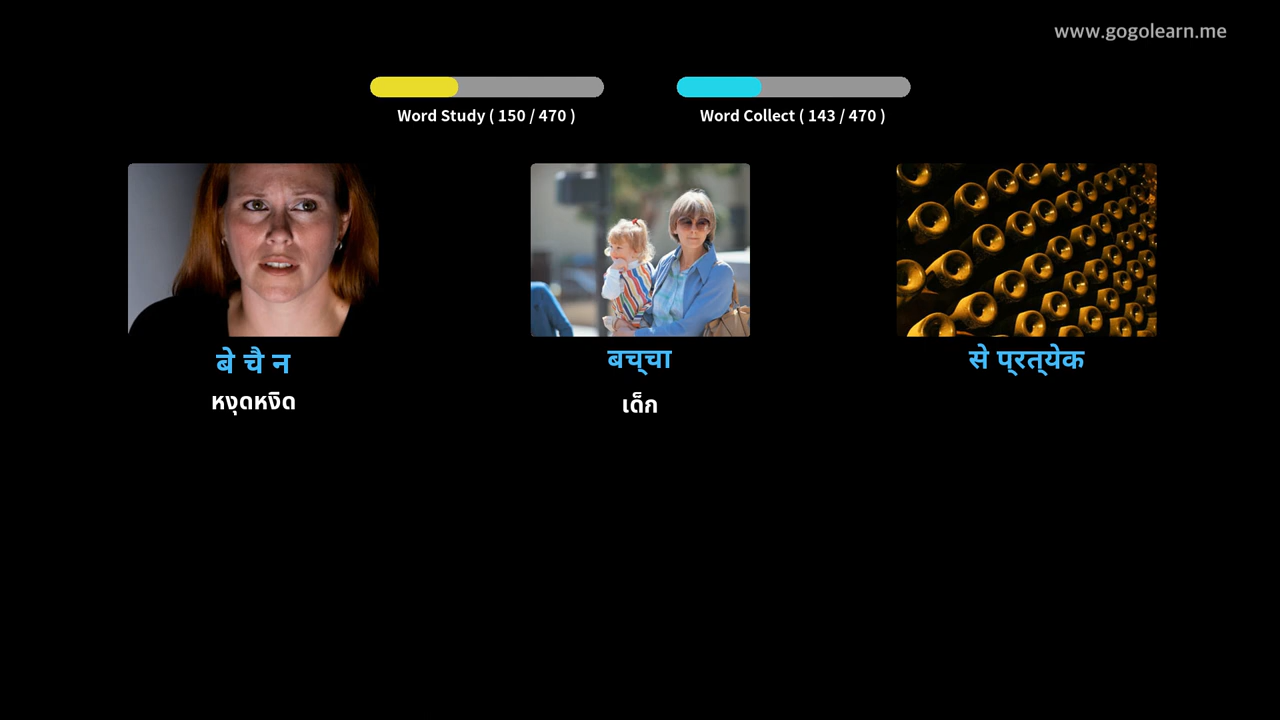 www.gogolearn.me
Word Study ( 150 / 470 )
Word Collect ( 143 / 470 )
बे चै न
बच्चा
से प्रत्येक
หงุดหงิด
เด็ก